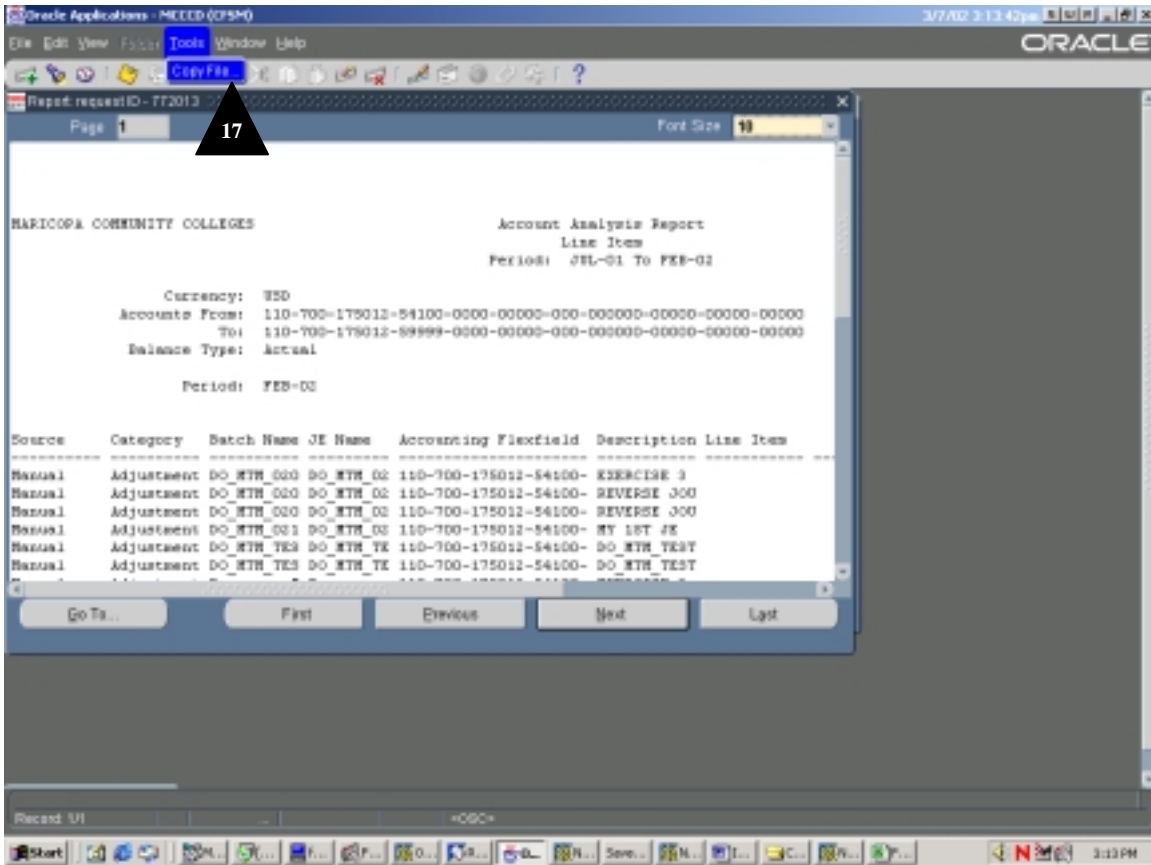 Oracle Applications - MCCCD (CFSM) 3/7/02 3:13:42pm
File Edit View Folder Tools Window Help
ORACLE
Copy File...
17
Report: request ID - 772013
Page 1 Font Size 10
MARICOPA COMMUNITY COLLEGES Account Analysis Report
Line Item
Period: JUL-01 To FEB-02
Currency: USD
Accounts From: 110-700-175012-54100-0000-00000-000-000000-00000-00000-00000
To: 110-700-175012-59999-0000-00000-000-000000-00000-00000-00000
Balance Type: Actual
Period: FEB-02
Source Category Batch Name JE Name Accounting Flexfield Description Line Item
Manual Adjustment DO_MTM_020 DO_MTM_02 110-700-175012-54100- EXERCISE 3
Manual Adjustment DO_MTM_020 DO_MTM_02 110-700-175012-54100- REVERSE JOU
Manual Adjustment DO_MTM_020 DO_MTM_02 110-700-175012-54100- REVERSE JOU
Manual Adjustment DO_MTM_021 DO_MTM_02 110-700-175012-54100- MY 1ST JE
Manual Adjustment DO_MTM_TES DO_MTM_TE 110-700-175012-54100- DO_MTM_TEST
Manual Adjustment DO_MTM_TES DO_MTM_TE 110-700-175012-54100- DO_MTM_TEST
Go To... First Previous Next Last
Record: 1/1 ... <OSC>
Start Save... 3:13 PM